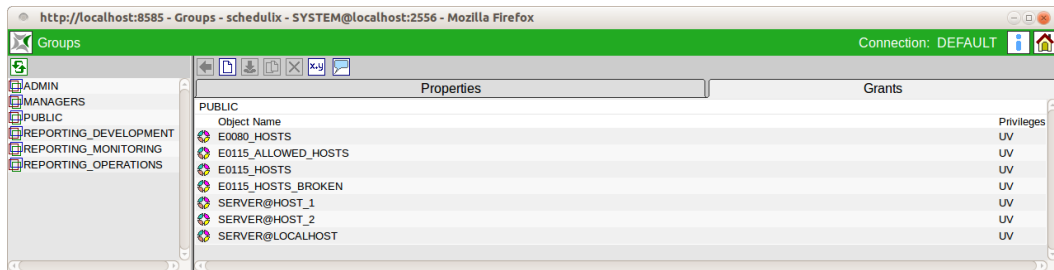 http://localhost:8585 - Groups - schedulix - SYSTEM@localhost:2556 - Mozilla Firefox
Groups
Connection: DEFAULT
i
x,y
ADMIN
MANAGERS
PUBLIC
REPORTING_DEVELOPMENT
REPORTING_MONITORING
REPORTING_OPERATIONS
Properties
Grants
PUBLIC
Object Name Privileges
E0080_HOSTS UV
E0115_ALLOWED_HOSTS UV
E0115_HOSTS UV
E0115_HOSTS_BROKEN UV
SERVER@HOST_1 UV
SERVER@HOST_2 UV
SERVER@LOCALHOST UV